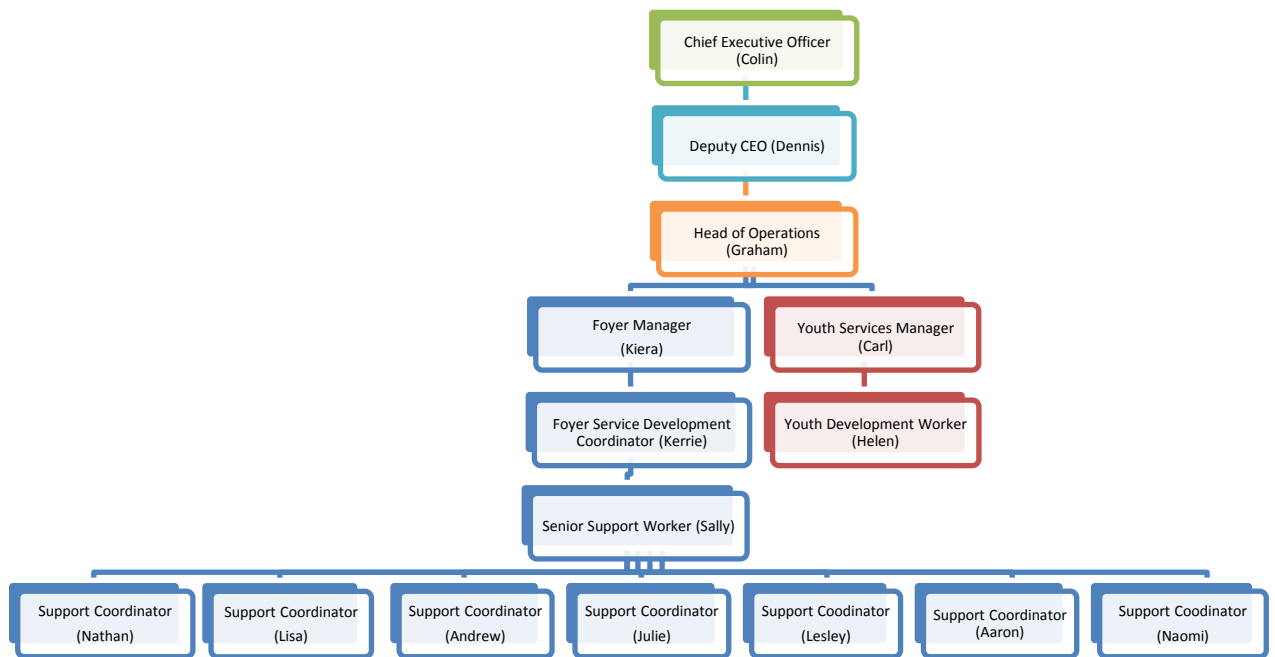 Chief Executive Officer
(Colin)
Deputy CEO (Dennis)
Head of Operations
(Graham)
Foyer Manager
(Kiera)
Youth Services Manager
(Carl)
Foyer Service Development
Coordinator (Kerrie)
Youth Development Worker
(Helen)
Senior Support Worker (Sally)
Support Coordinator
(Nathan)
Support Coordinator
(Lisa)
Support Coodinator
(Andrew)
Support Coodinator
(Julie)
Support Coodinator
(Lesley)
Support Coordinator
(Aaron)
Support Coodinator
(Naomi)